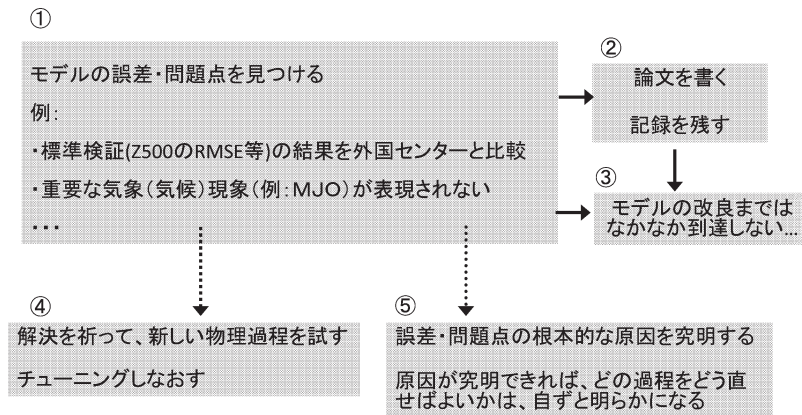 ①
モデルの誤差・問題点を見つける
例:
・標準検証(Z500のRMSE等)の結果を外国センターと比較
・重要な気象(気候)現象(例:MJO)が表現されない
・・・
②
論文を書く
記録を残す
③
モデルの改良までは
なかなか到達しない…
④
解決を祈って、新しい物理過程を試す
チューニングしなおす
⑤
誤差・問題点の根本的な原因を究明する
原因が究明できれば、どの過程をどう直
せばよいかは、自ずと明らかになる